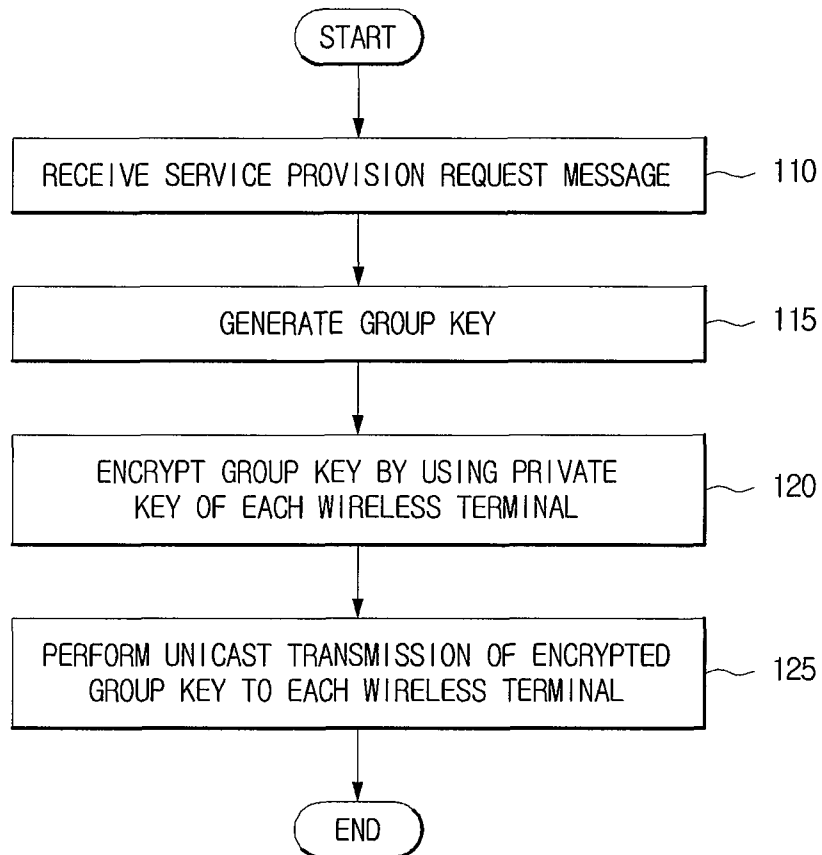 START
RECEIVE SERVICE PROVISION REQUEST MESSAGE
110
GENERATE GROUP KEY
115
ENCRYPT GROUP KEY BY USING PRIVATE
KEY OF EACH WIRELESS TERMINAL
120
PERFORM UNICAST TRANSMISSION OF ENCRYPTED
GROUP KEY TO EACH WIRELESS TERMINAL
125
END